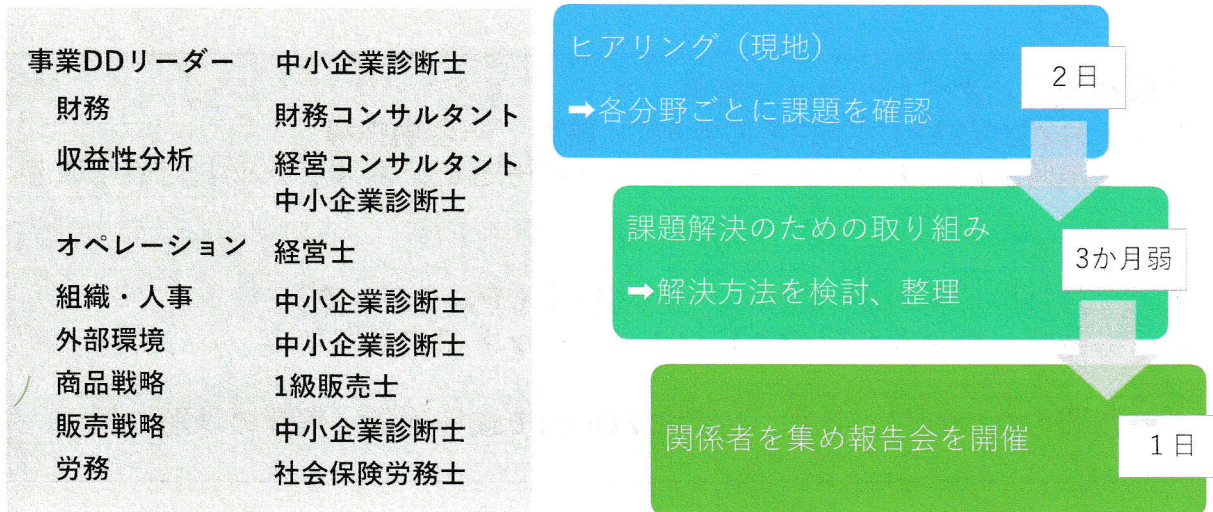 事業DDリーダー 中小企業診断士
財務 財務コンサルタント
収益性分析 経営コンサルタント
中小企業診断士
オペレーション 経営士
組織・人事 中小企業診断士
外部環境 中小企業診断士
商品戦略 1級販売士
販売戦略 中小企業診断士
労務 社会保険労務士
ヒアリング（現地）
➡各分野ごとに課題を確認
2日
課題解決のための取り組み
➡解決方法を検討、整理
3か月弱
関係者を集め報告会を開催
1日